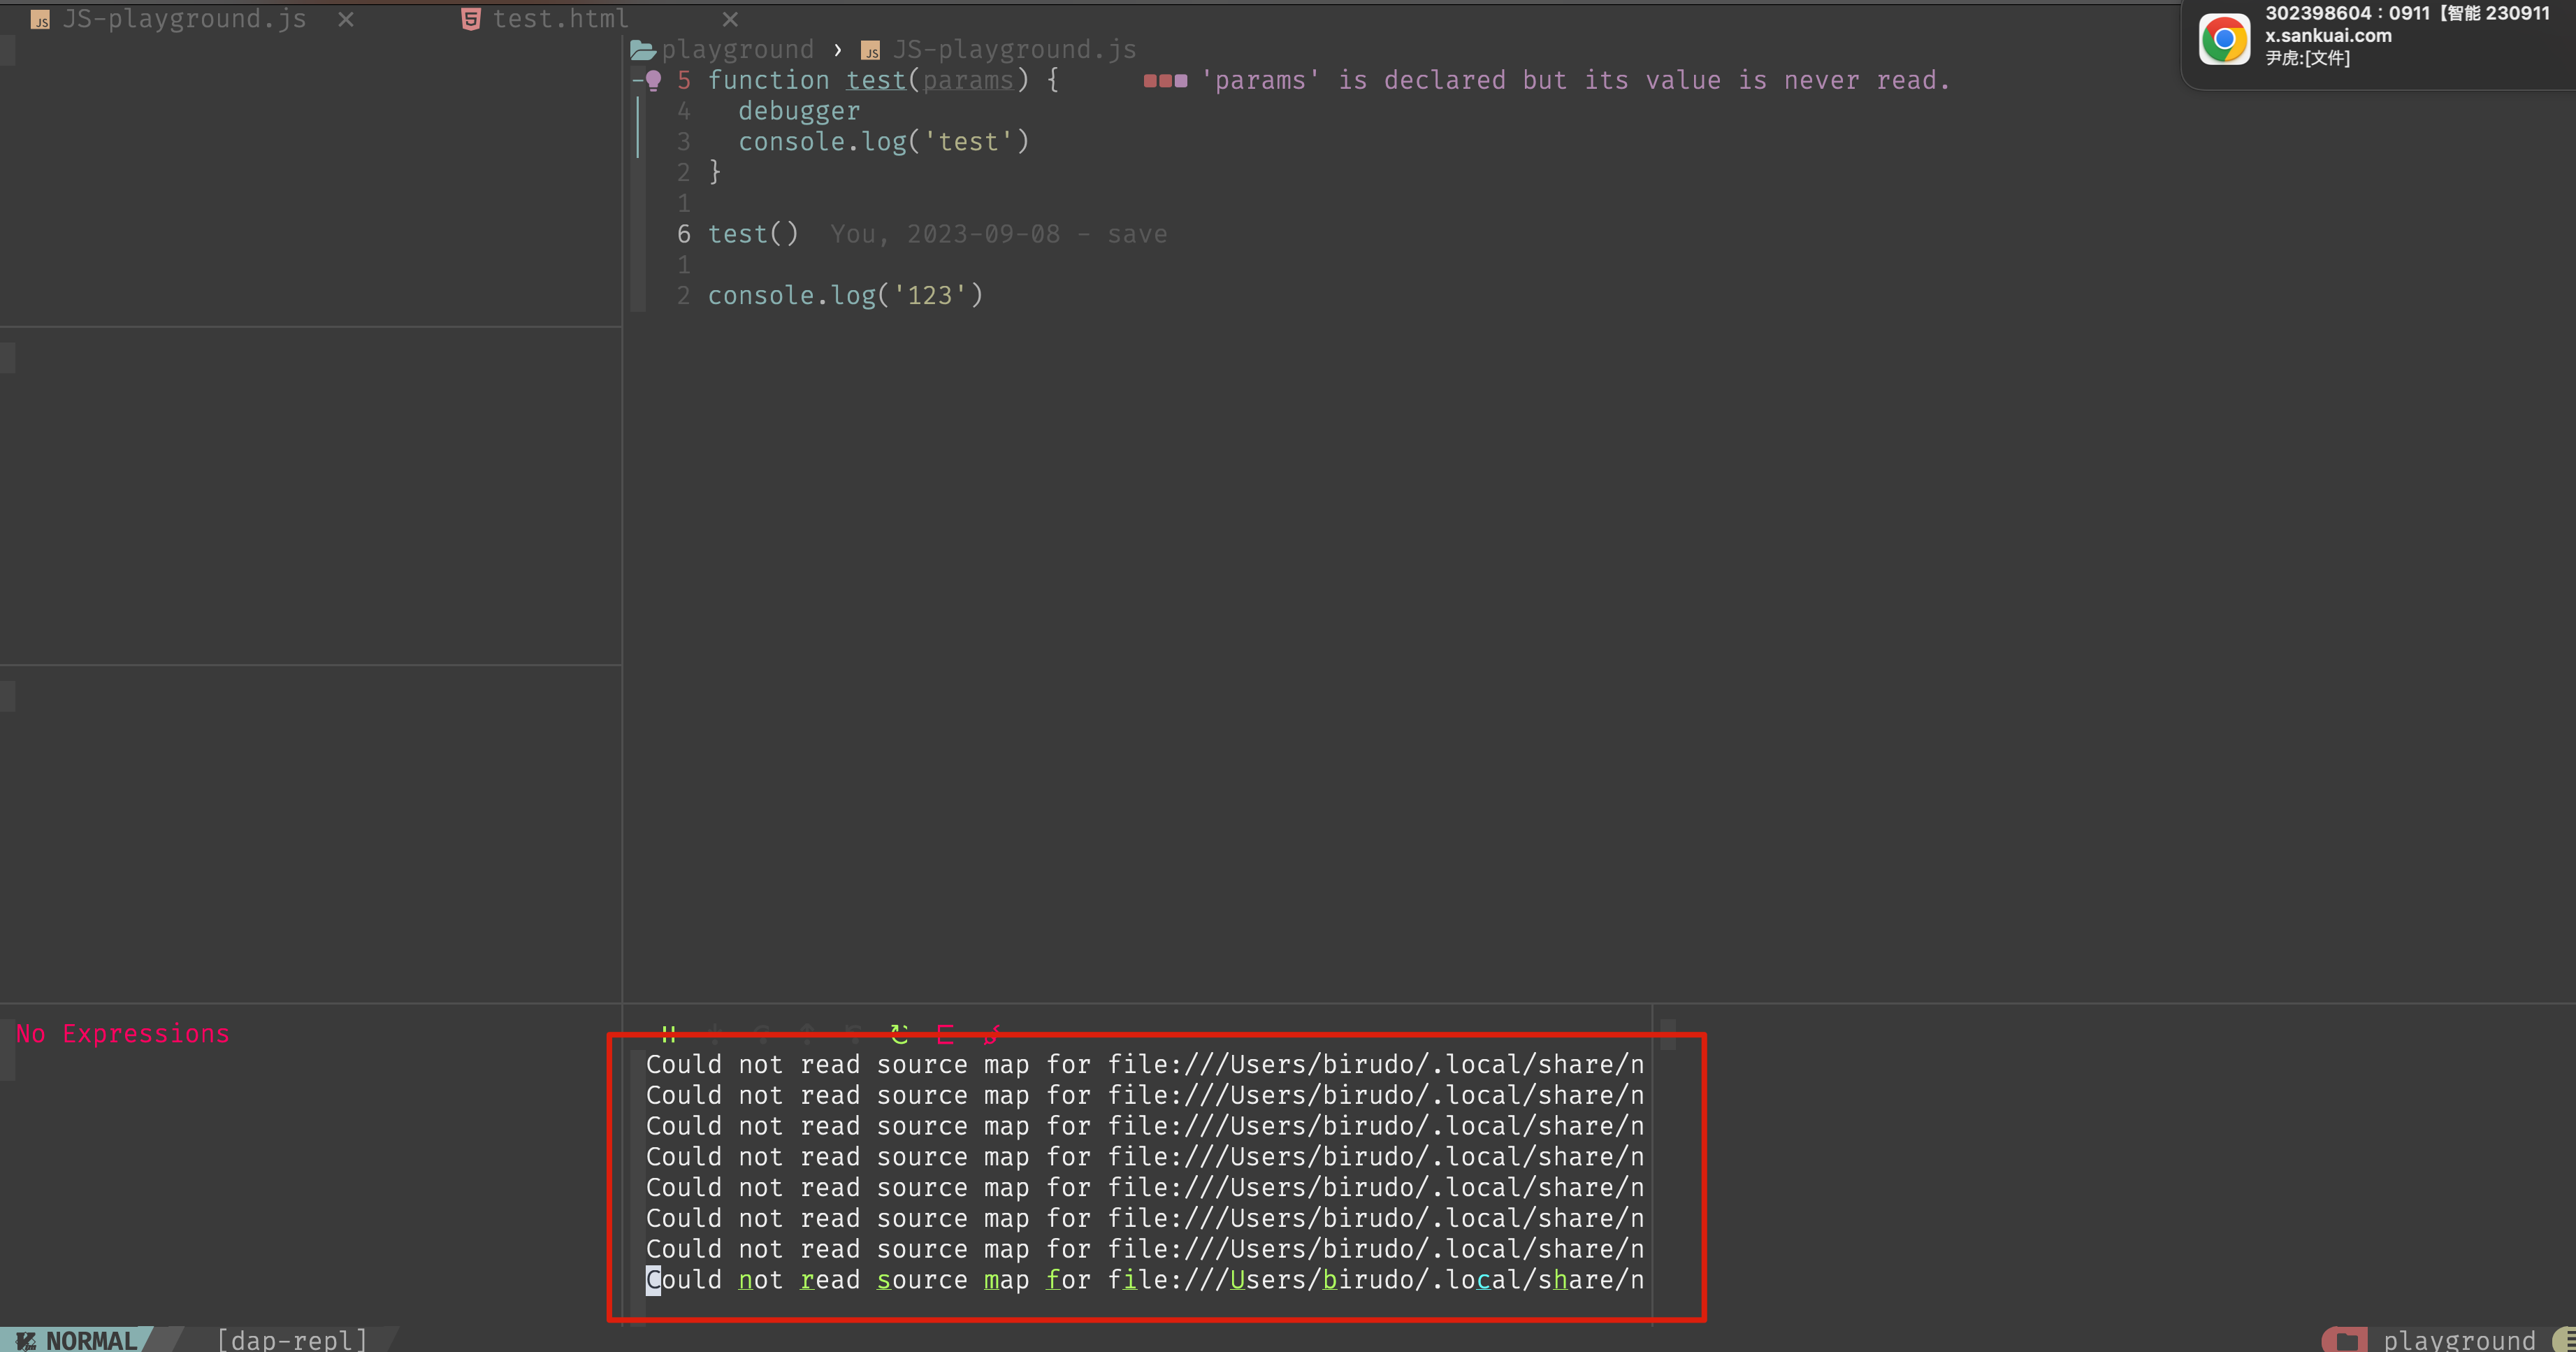 JS-playground.js ×
test.html ×
302398604：0911【智能 230911
x.sankuai.com
尹虎:[文件]
playground › JS-playground.js
5 function test(params) { 'params' is declared but its value is never read.
4 debugger
3 console.log('test')
2 }
1
6 test() You, 2023-09-08 - save
1
2 console.log('123')
No Expressions
Could not read source map for file:///Users/birudo/.local/share/n
Could not read source map for file:///Users/birudo/.local/share/n
Could not read source map for file:///Users/birudo/.local/share/n
Could not read source map for file:///Users/birudo/.local/share/n
Could not read source map for file:///Users/birudo/.local/share/n
Could not read source map for file:///Users/birudo/.local/share/n
Could not read source map for file:///Users/birudo/.local/share/n
Could not read source map for file:///Users/birudo/.local/share/n
NORMAL [dap-repl] playground